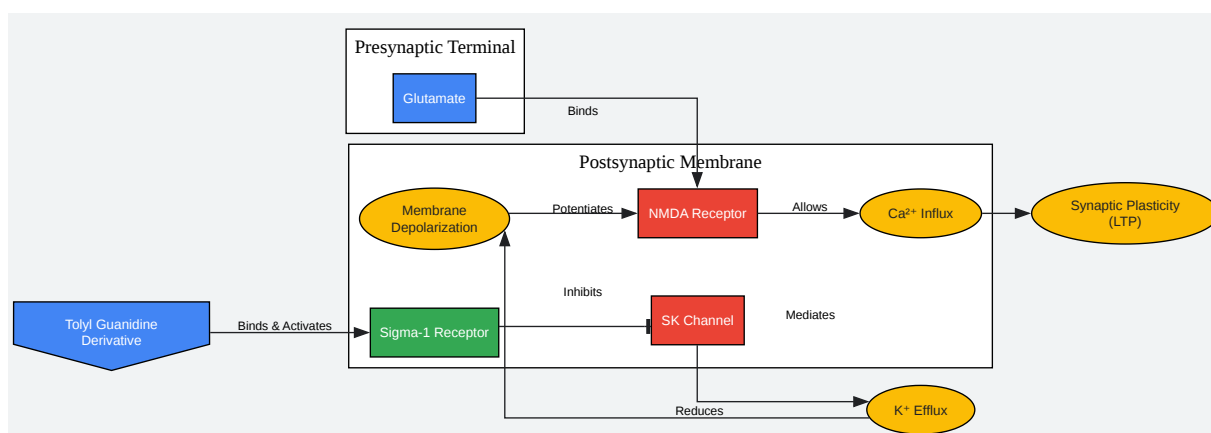 Presynaptic Terminal
Glutamate
Binds
Postsynaptic Membrane
Membrane
Depolarization
Potentiates
NMDA Receptor
Allows
Ca²⁺ Influx
Synaptic Plasticity
(LTP)
Tolyl Guanidine
Derivative
Binds & Activates
Sigma-1 Receptor
Inhibits
SK Channel
Mediates
Reduces
K⁺ Efflux